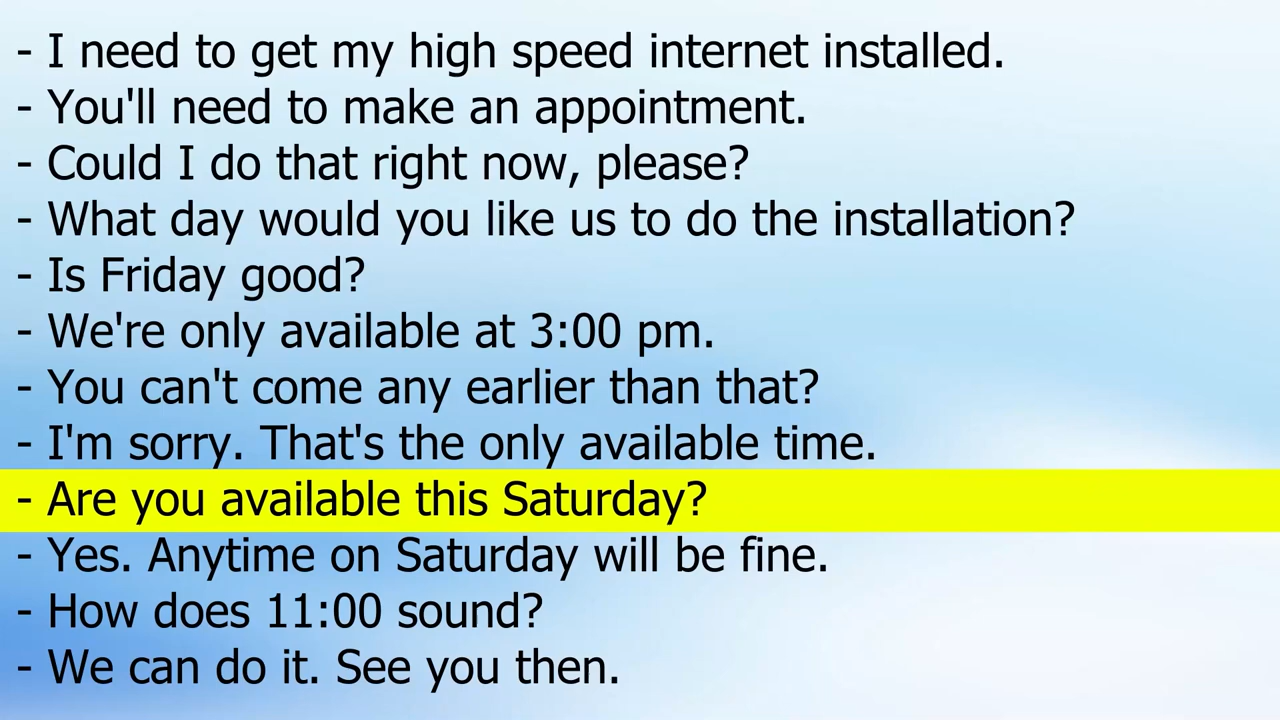 - I need to get my high speed internet installed.
- You'll need to make an appointment.
- Could I do that right now, please?
- What day would you like us to do the installation?
- Is Friday good?
- We're only available at 3:00 pm.
- You can't come any earlier than that?
- I'm sorry. That's the only available time.
- Are you available this Saturday?
- Yes. Anytime on Saturday will be fine.
- How does 11:00 sound?
- We can do it. See you then.